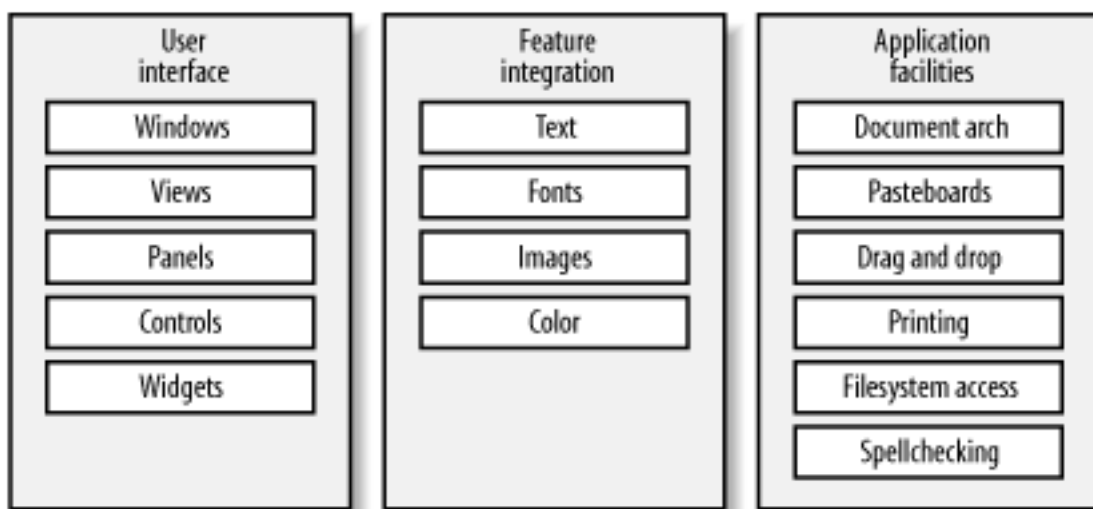 User
interface
Windows
Views
Panels
Controls
Widgets
Feature
integration
Text
Fonts
Images
Color
Application
facilities
Document arch
Pasteboards
Drag and drop
Printing
Filesystem access
Spellchecking